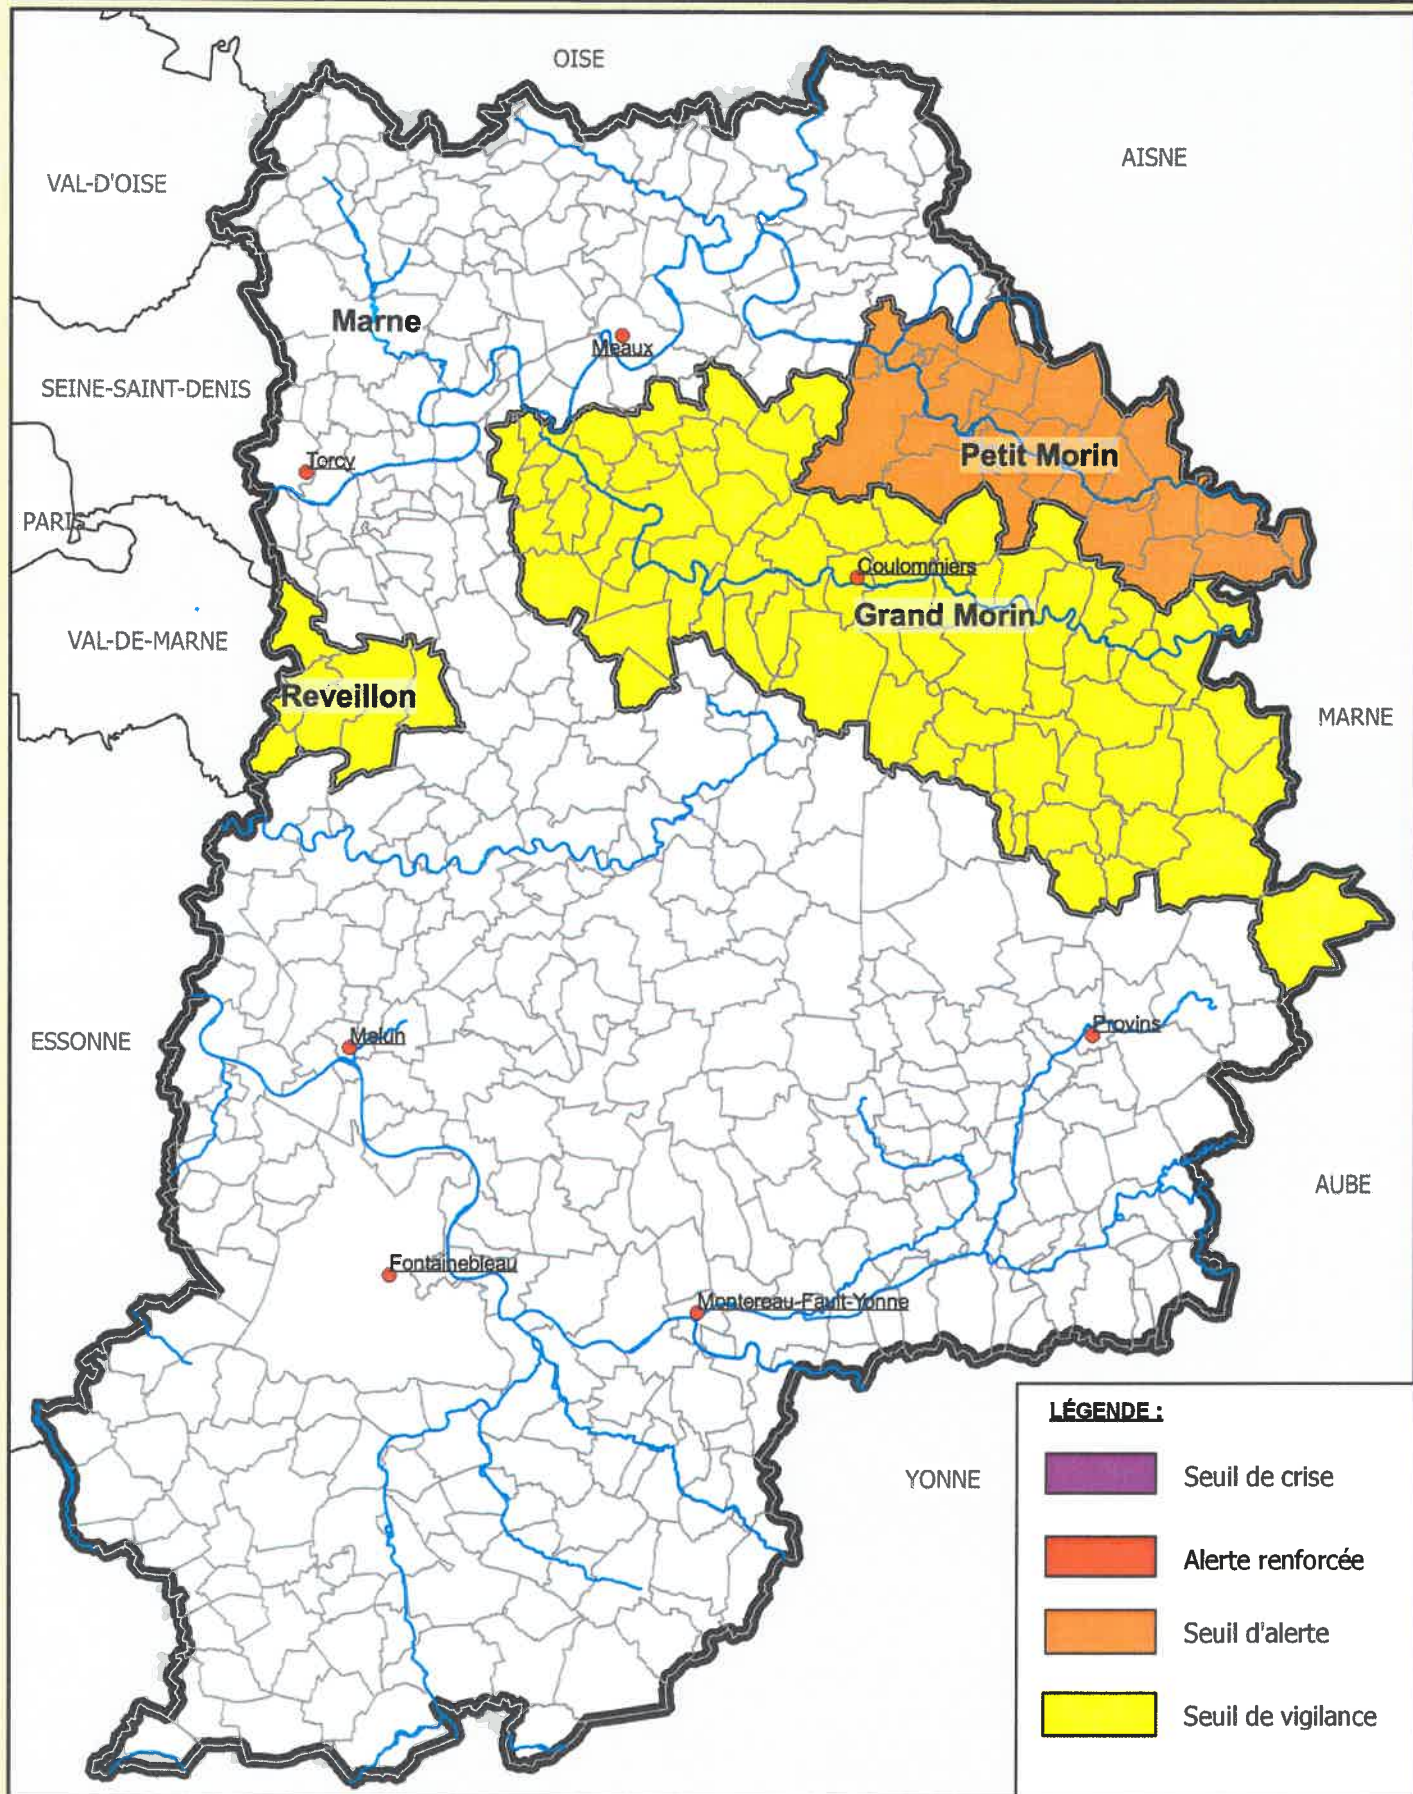 OISE
AISNE
VAL-D'OISE
Marne
Meaux
SEINE-SAINT-DENIS
Petit Morin
Torcy
PARIS
Coulommiers
Grand Morin
VAL-DE-MARNE
Reveillon
MARNE
Provins
Melun
ESSONNE
AUBE
Fontainebleau
Montereau-Fault-Yonne
LÉGENDE :
YONNE
Seuil de crise
Alerte renforcée
Seuil d'alerte
Seuil de vigilance